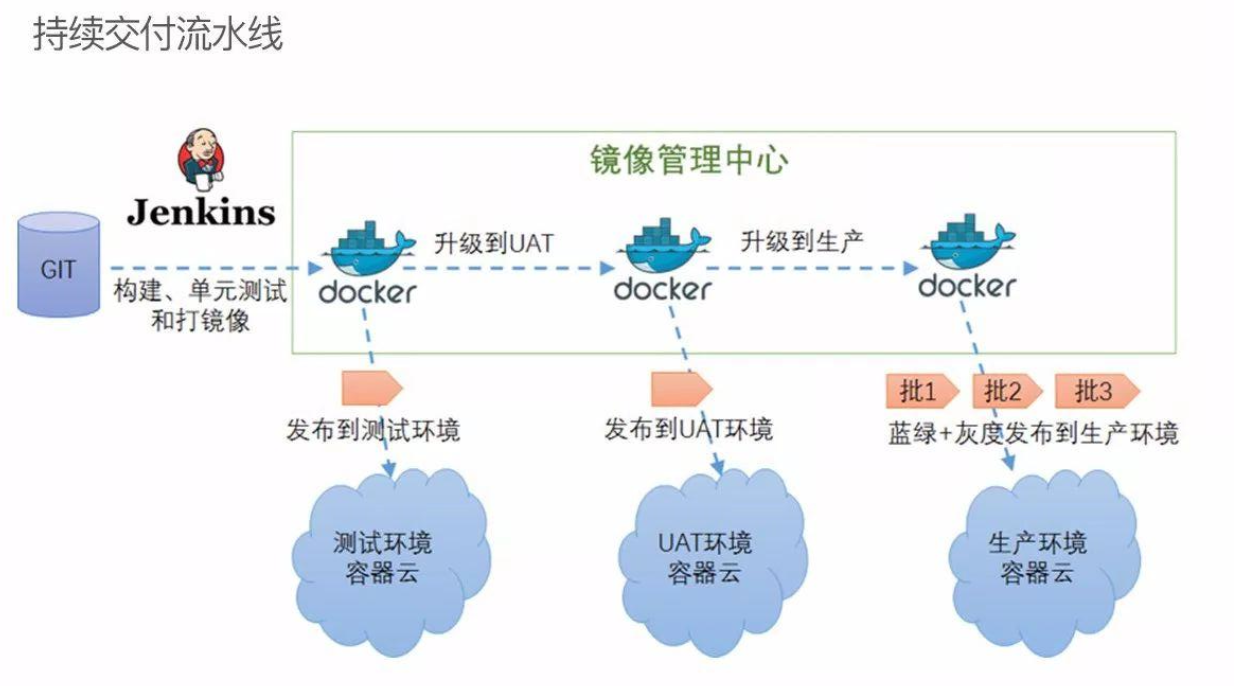 持续交付流水线
镜像管理中心
Jenkins
GIT
构建、单元测试
和打镜像
docker
升级到UAT
docker
升级到生产
docker
发布到测试环境
发布到UAT环境
批1
批2
批3
蓝绿+灰度发布到生产环境
测试环境
容器云
UAT环境
容器云
生产环境
容器云